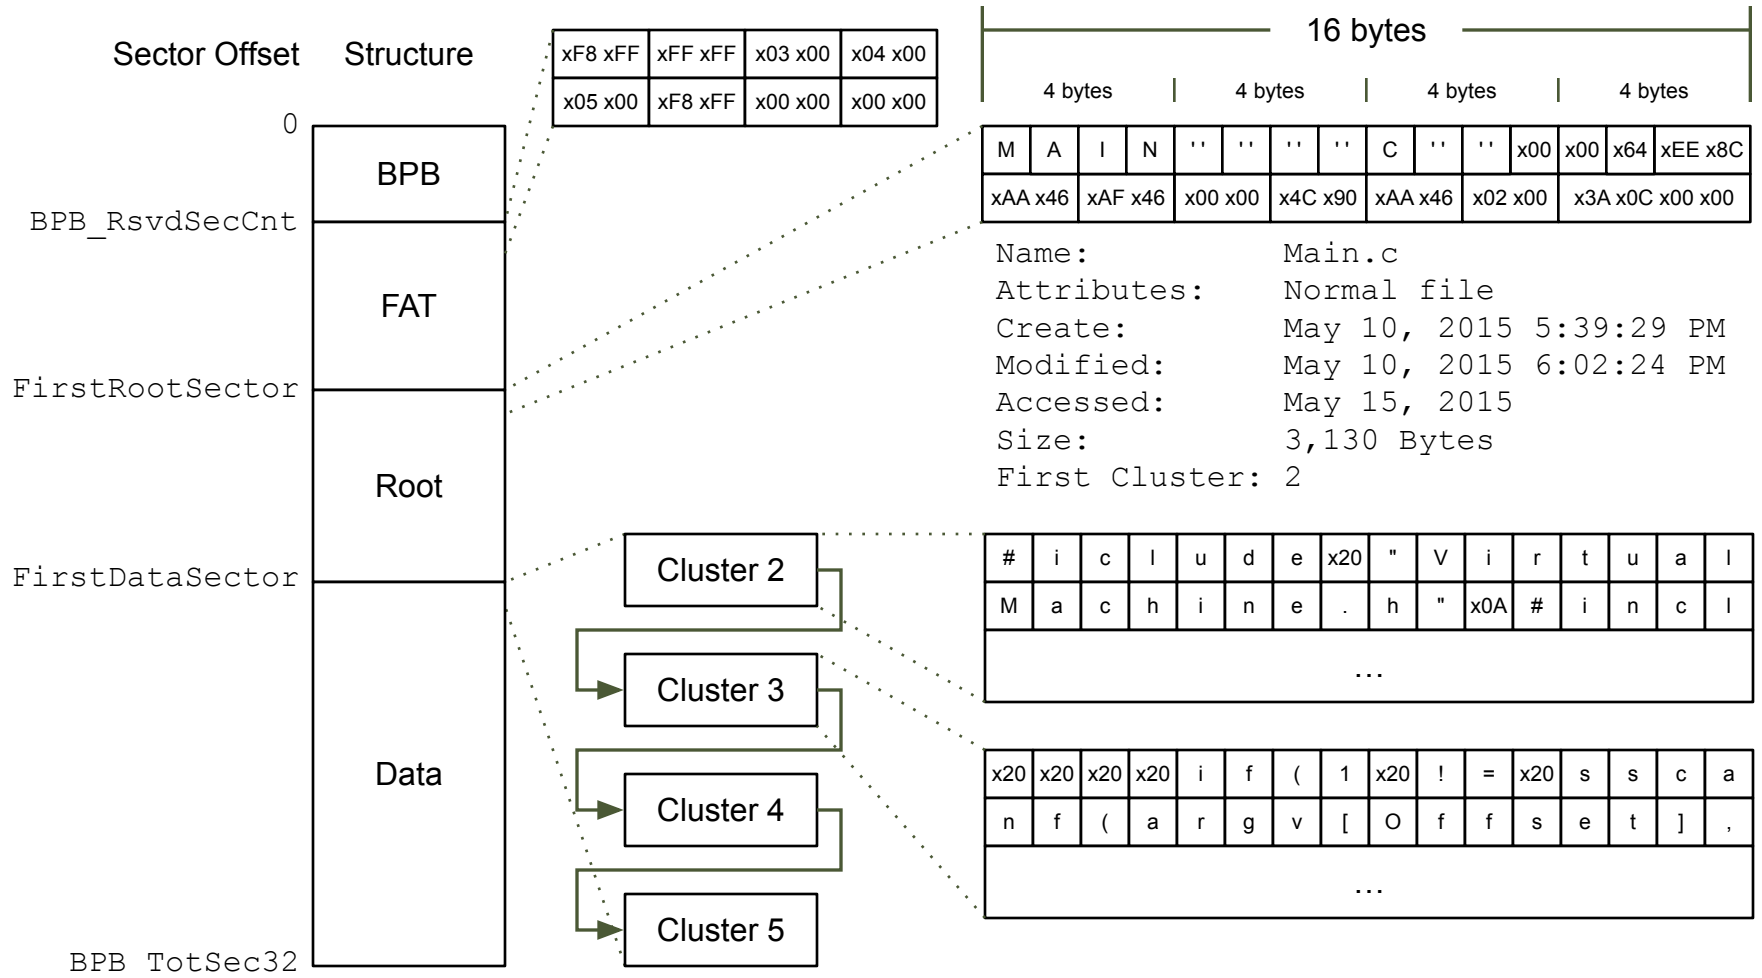 Sector Offset Structure
0
BPB
BPB_RsvdSecCnt
FAT
FirstRootSector
Root
FirstDataSector
Data
BPB TotSec32
xF8 xFF xFF xFF x03 x00 x04 x00
x05 x00 xF8 xFF x00 x00 x00 x00
16 bytes
4 bytes 4 bytes 4 bytes 4 bytes
M A I N ' ' ' ' ' ' ' ' C ' ' ' ' x00 x00 x64 xEE x8C
xAA x46 xAF x46 x00 x00 x4C x90 xAA x46 x02 x00 x3A x0C x00 x00
Name: Main.c
Attributes: Normal file
Create: May 10, 2015 5:39:29 PM
Modified: May 10, 2015 6:02:24 PM
Accessed: May 15, 2015
Size: 3,130 Bytes
First Cluster: 2
Cluster 2
Cluster 3
Cluster 4
Cluster 5
# i c l u d e x20 " V i r t u a l
M a c h i n e . h " x0A # i n c l
...
x20 x20 x20 x20 i f ( 1 x20 ! = x20 s s c a
n f ( a r g v [ O f f s e t ] ,
...